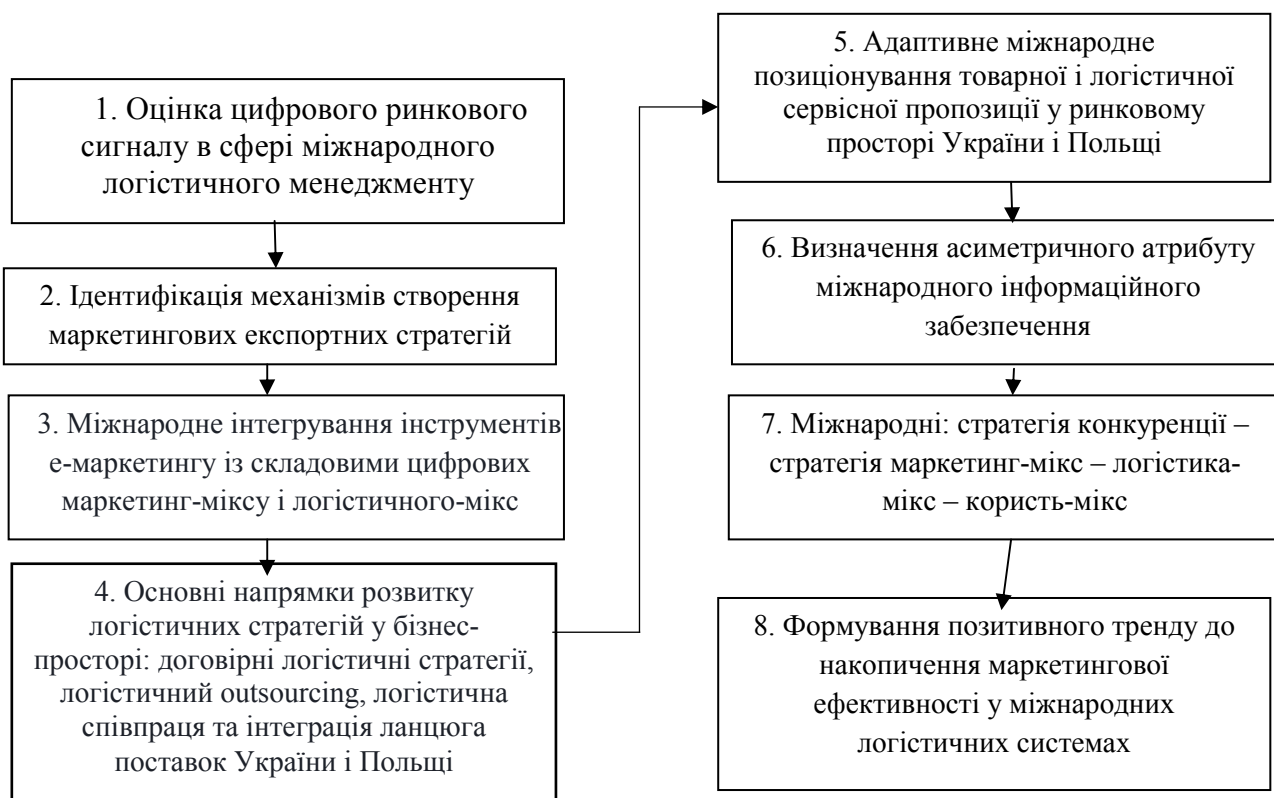 1. Оцінка цифрового ринкового
сигналу в сфері міжнародного
логістичного менеджменту
2. Ідентифікація механізмів створення
маркетингових експортних стратегій
3. Міжнародне інтегрування інструментів
е-маркетингу із складовими цифрових
маркетинг-міксу і логістичного-мікс
4. Основні напрямки розвитку
логістичних стратегій у бізнес-
просторі: договірні логістичні стратегії,
логістичний outsourcing, логістична
співпраця та інтеграція ланцюга
поставок України і Польщі
5. Адаптивне міжнародне
позиціонування товарної і логістичної
сервісної пропозиції у ринковому
просторі України і Польщі
6. Визначення асиметричного атрибуту
міжнародного інформаційного
забезпечення
7. Міжнародні: стратегія конкуренції –
стратегія маркетинг-мікс – логістика-
мікс – користь-мікс
8. Формування позитивного тренду до
накопичення маркетингової
ефективності у міжнародних
логістичних системах